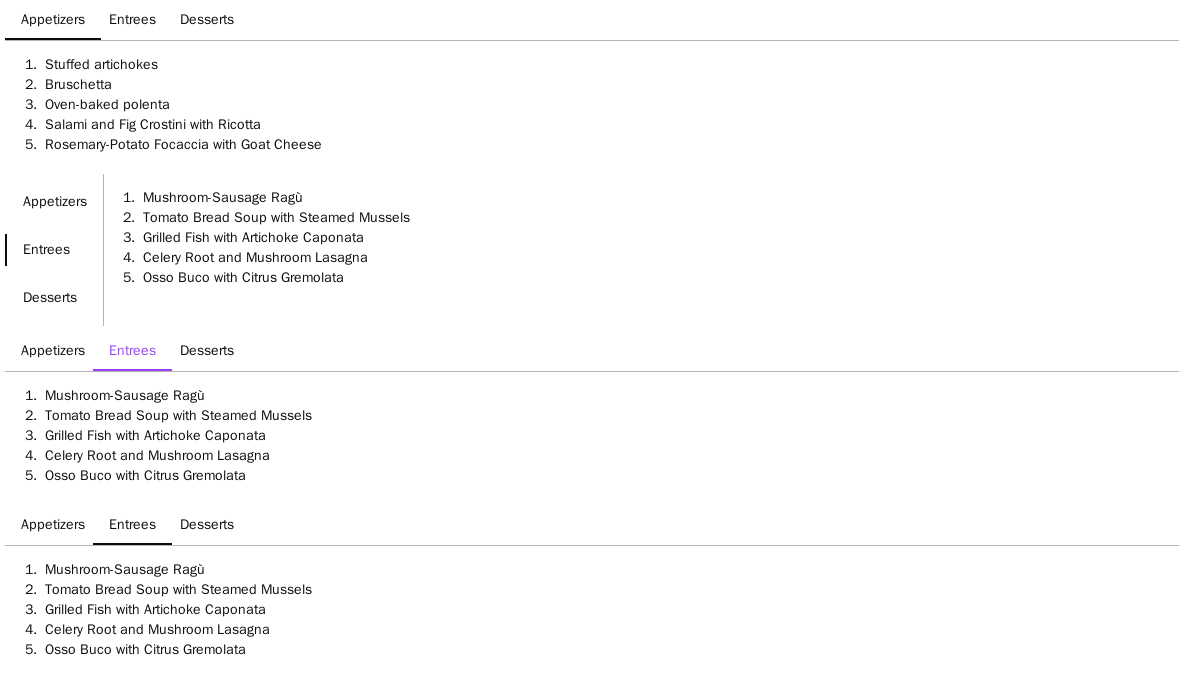 Appetizers Entrees Desserts
1. Stuffed artichokes
2. Bruschetta
3. Oven-baked polenta
4. Salami and Fig Crostini with Ricotta
5. Rosemary-Potato Focaccia with Goat Cheese
Appetizers
Entrees
Desserts
1. Mushroom-Sausage Ragù
2. Tomato Bread Soup with Steamed Mussels
3. Grilled Fish with Artichoke Caponata
4. Celery Root and Mushroom Lasagna
5. Osso Buco with Citrus Gremolata
Appetizers Entrees Desserts
1. Mushroom-Sausage Ragù
2. Tomato Bread Soup with Steamed Mussels
3. Grilled Fish with Artichoke Caponata
4. Celery Root and Mushroom Lasagna
5. Osso Buco with Citrus Gremolata
Appetizers Entrees Desserts
1. Mushroom-Sausage Ragù
2. Tomato Bread Soup with Steamed Mussels
3. Grilled Fish with Artichoke Caponata
4. Celery Root and Mushroom Lasagna
5. Osso Buco with Citrus Gremolata